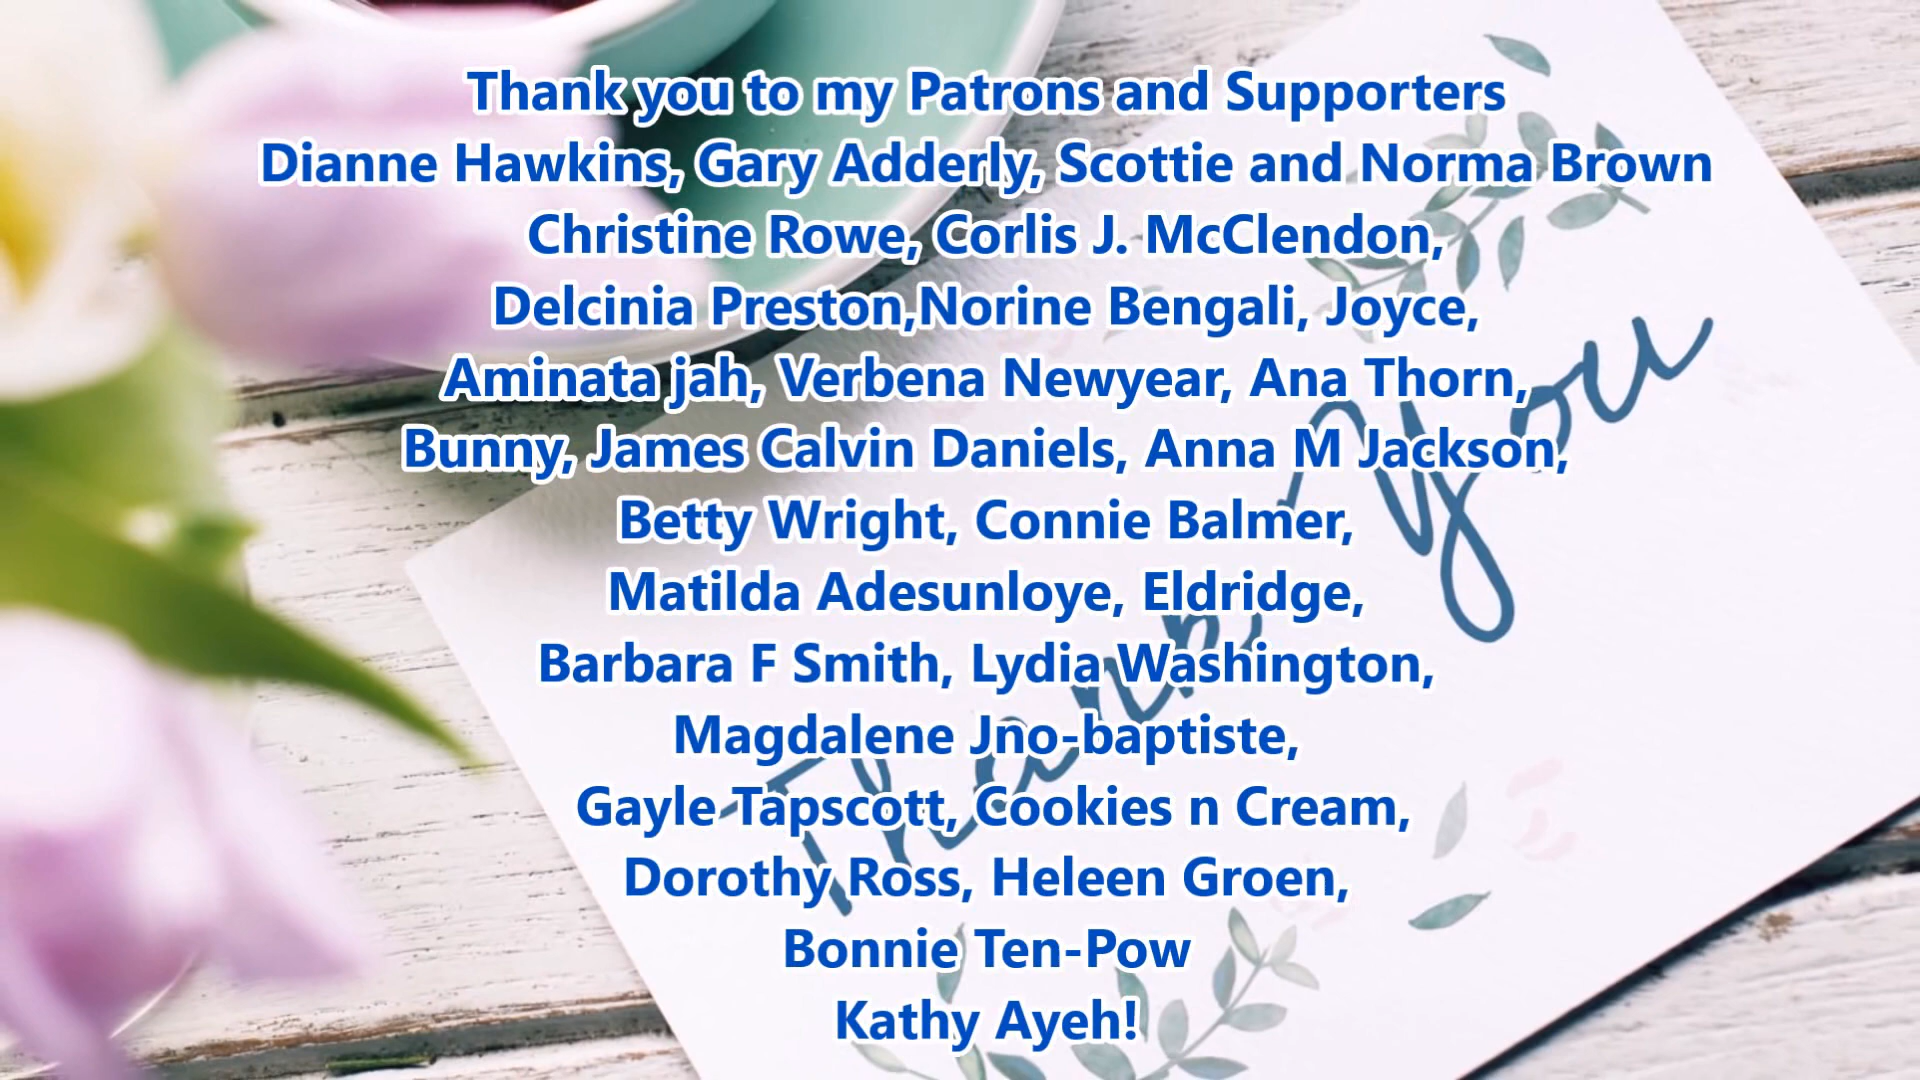 Thank you to my Patrons and Supporters
Dianne Hawkins, Gary Adderly, Scottie and Norma Brown
Christine Rowe, Corlis J. McClendon,
Delcinia Preston,Norine Bengali, Joyce,
Aminata jah, Verbena Newyear, Ana Thorn,
Bunny, James Calvin Daniels, Anna M Jackson,
Betty Wright, Connie Balmer,
Matilda Adesunloye, Eldridge,
Barbara F Smith, Lydia Washington,
Magdalene Jno-baptiste,
Gayle Tapscott, Cookies n Cream,
Dorothy Ross, Heleen Groen,
Bonnie Ten-Pow
Kathy Ayeh!
Thank You